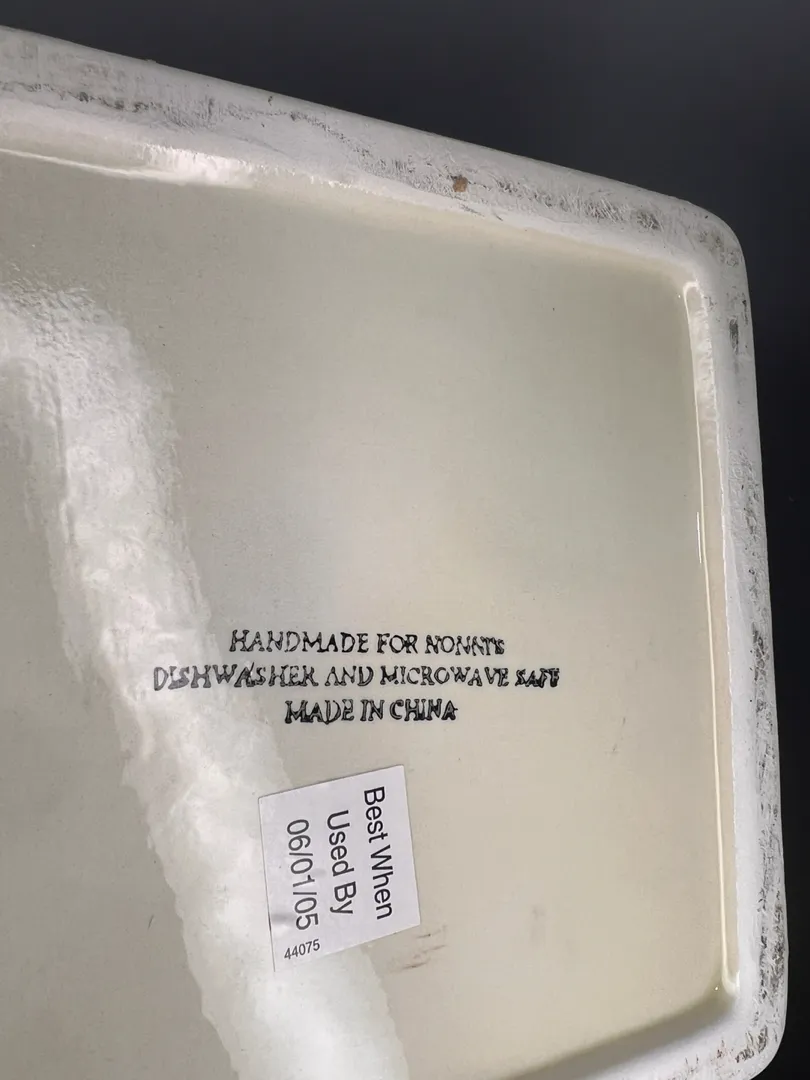 HANDMADE FOR NONNI'S
DISHWASHER AND MICROWAVE SAFE
MADE IN CHINA
Best When
Used By
06/01/05
44075